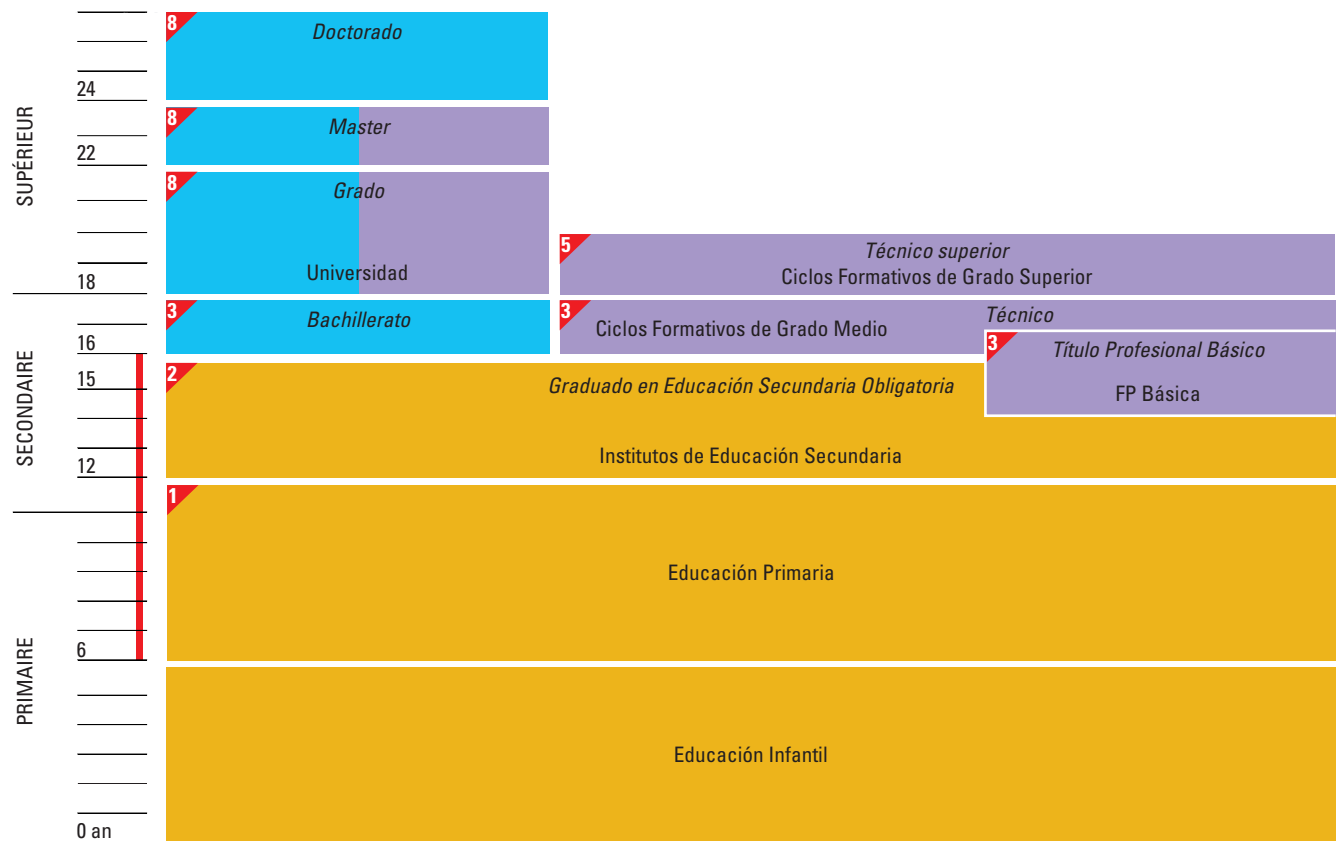 8
Doctorado
24
8
Master
22
8
Grado
SUPÉRIEUR
5
Técnico superior
Universidad
Ciclos Formativos de Grado Superior
18
3
Bachillerato
3
Ciclos Formativos de Grado Medio
Técnico
16
3
Título Profesional Básico
15
2
Graduado en Educación Secundaria Obligatoria
FP Básica
SECONDAIRE
12
Institutos de Educación Secundaria
1
Educación Primaria
6
PRIMAIRE
Educación Infantil
0 an